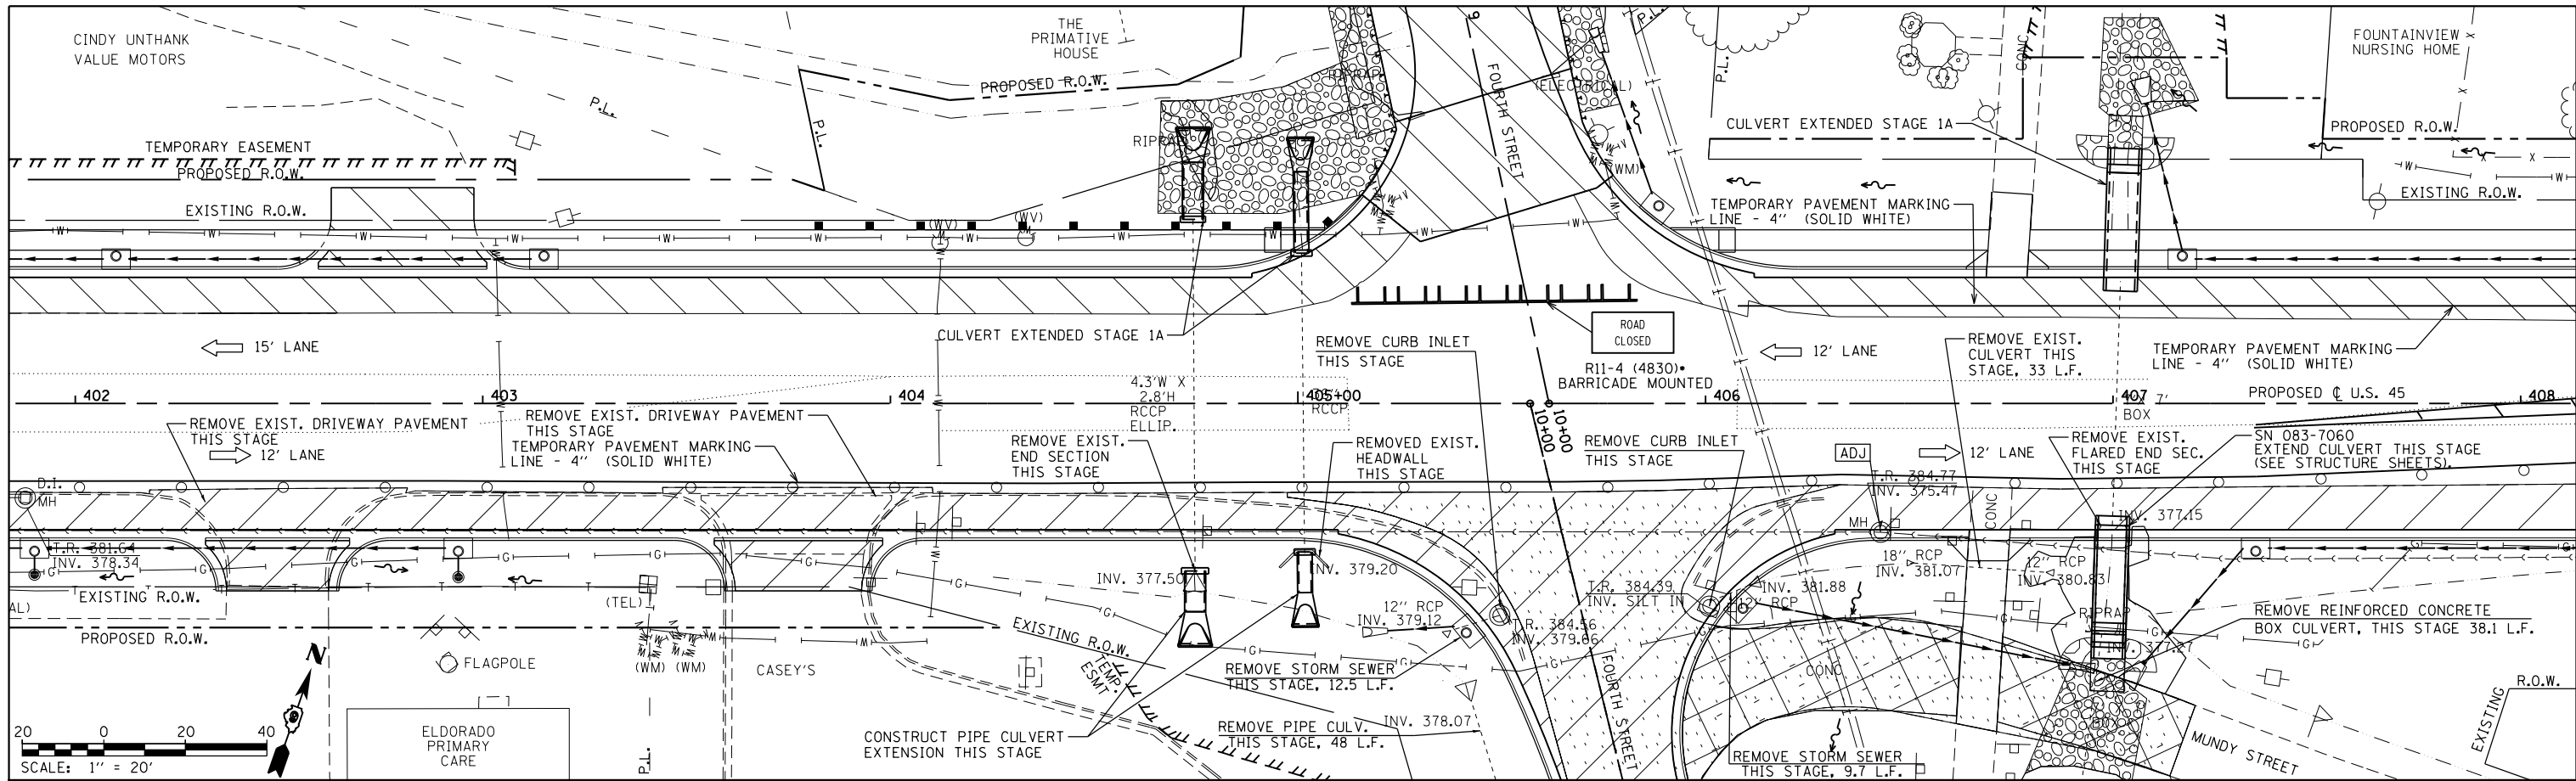 CINDY UNTHANK
VALUE MOTORS
THE
PRIMATIVE
HOUSE
PROPOSED R.O.W.
P.L.
P.L.
TEMPORARY EASEMENT
PROPOSED R.O.W.
EXISTING R.O.W.
RIPRAP
RIPRAP
(WV)
(WV)
9
FOURTH STREET
(ELECTRICAL)
(WM)
P.L.
P.L.
CONC
FOUNTAINVIEW
NURSING HOME
CULVERT EXTENDED STAGE 1A
PROPOSED R.O.W.
EXISTING R.O.W.
TEMPORARY PAVEMENT MARKING
LINE - 4" (SOLID WHITE)
15' LANE
CULVERT EXTENDED STAGE 1A
REMOVE CURB INLET
THIS STAGE
ROAD
CLOSED
R11-4 (4830)•
BARRICADE MOUNTED
12' LANE
REMOVE EXIST.
CULVERT THIS
STAGE, 33 L.F.
TEMPORARY PAVEMENT MARKING
LINE - 4" (SOLID WHITE)
4.3'W X
2.8'H
RCCP
ELLIP.
RCCP
402
403
404
405+00
406
407
408
PROPOSED ℄ U.S. 45
7'
BOX
10+00
10+00
REMOVE EXIST. DRIVEWAY PAVEMENT
THIS STAGE
12' LANE
REMOVE EXIST. DRIVEWAY PAVEMENT
THIS STAGE
TEMPORARY PAVEMENT MARKING
LINE - 4" (SOLID WHITE)
REMOVE EXIST.
END SECTION
THIS STAGE
REMOVED EXIST.
HEADWALL
THIS STAGE
REMOVE CURB INLET
THIS STAGE
ADJ
12' LANE
REMOVE EXIST.
FLARED END SEC.
THIS STAGE
SN 083-7060
EXTEND CULVERT THIS STAGE
(SEE STRUCTURE SHEETS).
D.I.
MH
T.R. 381.64
INV. 378.34
T.R. 384.77
INV. 375.47
MH
CONC
INV. 377.15
18" RCP
INV. 381.07
12" RCP
INV. 380.83
EXISTING R.O.W.
AL)
PROPOSED R.O.W.
(TEL)
INV. 377.50
INV. 379.20
12" RCP
INV. 379.12
T.R. 384.56
INV. 379.66
T.R. 384.39
INV. SILT IN
INV. 381.88
12" RCP
RIPRAP
INV. 377.27
REMOVE REINFORCED CONCRETE
BOX CULVERT, THIS STAGE 38.1 L.F.
N
FLAGPOLE
(WM) (WM)
CASEY'S
EXISTING R.O.W.
TEMP.
ESMT
REMOVE STORM SEWER
THIS STAGE, 12.5 L.F.
FOURTH STREET
CONC
R.O.W.
EXISTING
MUNDY STREET
20 0 20 40
SCALE: 1" = 20'
ELDORADO
PRIMARY
CARE
P.L.
CONSTRUCT PIPE CULVERT
EXTENSION THIS STAGE
REMOVE PIPE CULV.
THIS STAGE, 48 L.F.
INV. 378.07
REMOVE STORM SEWER
THIS STAGE, 9.7 L.F.